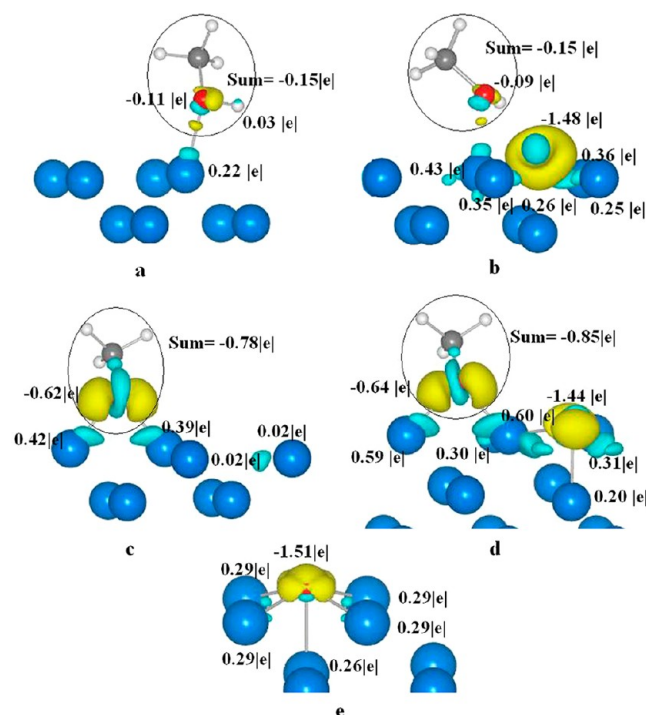 Sum= -0.15|e|
-0.11 |e|
0.03 |e|
0.22 |e|
a
Sum= -0.15 |e|
-0.09 |e|
-1.48 |e|
0.43 |e|
0.36 |e|
0.35 |e|
0.26 |e|
0.25 |e|
b
Sum= -0.78|e|
-0.62|e|
0.42|e|
0.39|e|
0.02|e|
0.02|e|
c
Sum= -0.85|e|
-0.64 |e|
-1.44 |e|
0.60 |e|
0.59 |e|
0.30 |e|
0.31|e|
0.20 |e|
d
-1.51|e|
0.29|e|
0.29|e|
0.29|e|
0.29|e|
0.26|e|
e